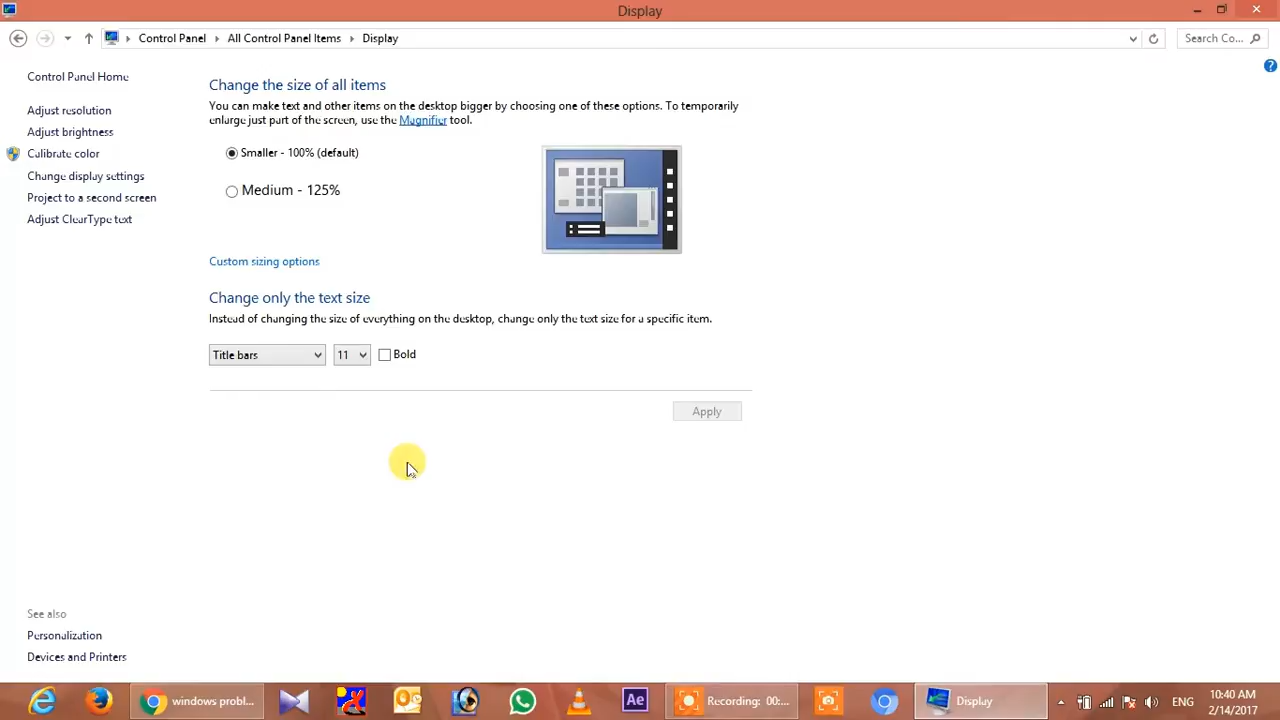 Display
Control Panel
All Control Panel Items
Display
Search Co...
Control Panel Home
Adjust resolution
Adjust brightness
Calibrate color
Change display settings
Project to a second screen
Adjust ClearType text
Change the size of all items
You can make text and other items on the desktop bigger by choosing one of these options. To temporarily
enlarge just part of the screen, use the Magnifier tool.
Smaller - 100% (default)
Medium - 125%
Custom sizing options
Change only the text size
Instead of changing the size of everything on the desktop, change only the text size for a specific item.
Title bars
11
Bold
Apply
See also
Personalization
Devices and Printers
windows probl...
Ae
Recording: 00:...
Display
ENG
10:40 AM
2/14/2017